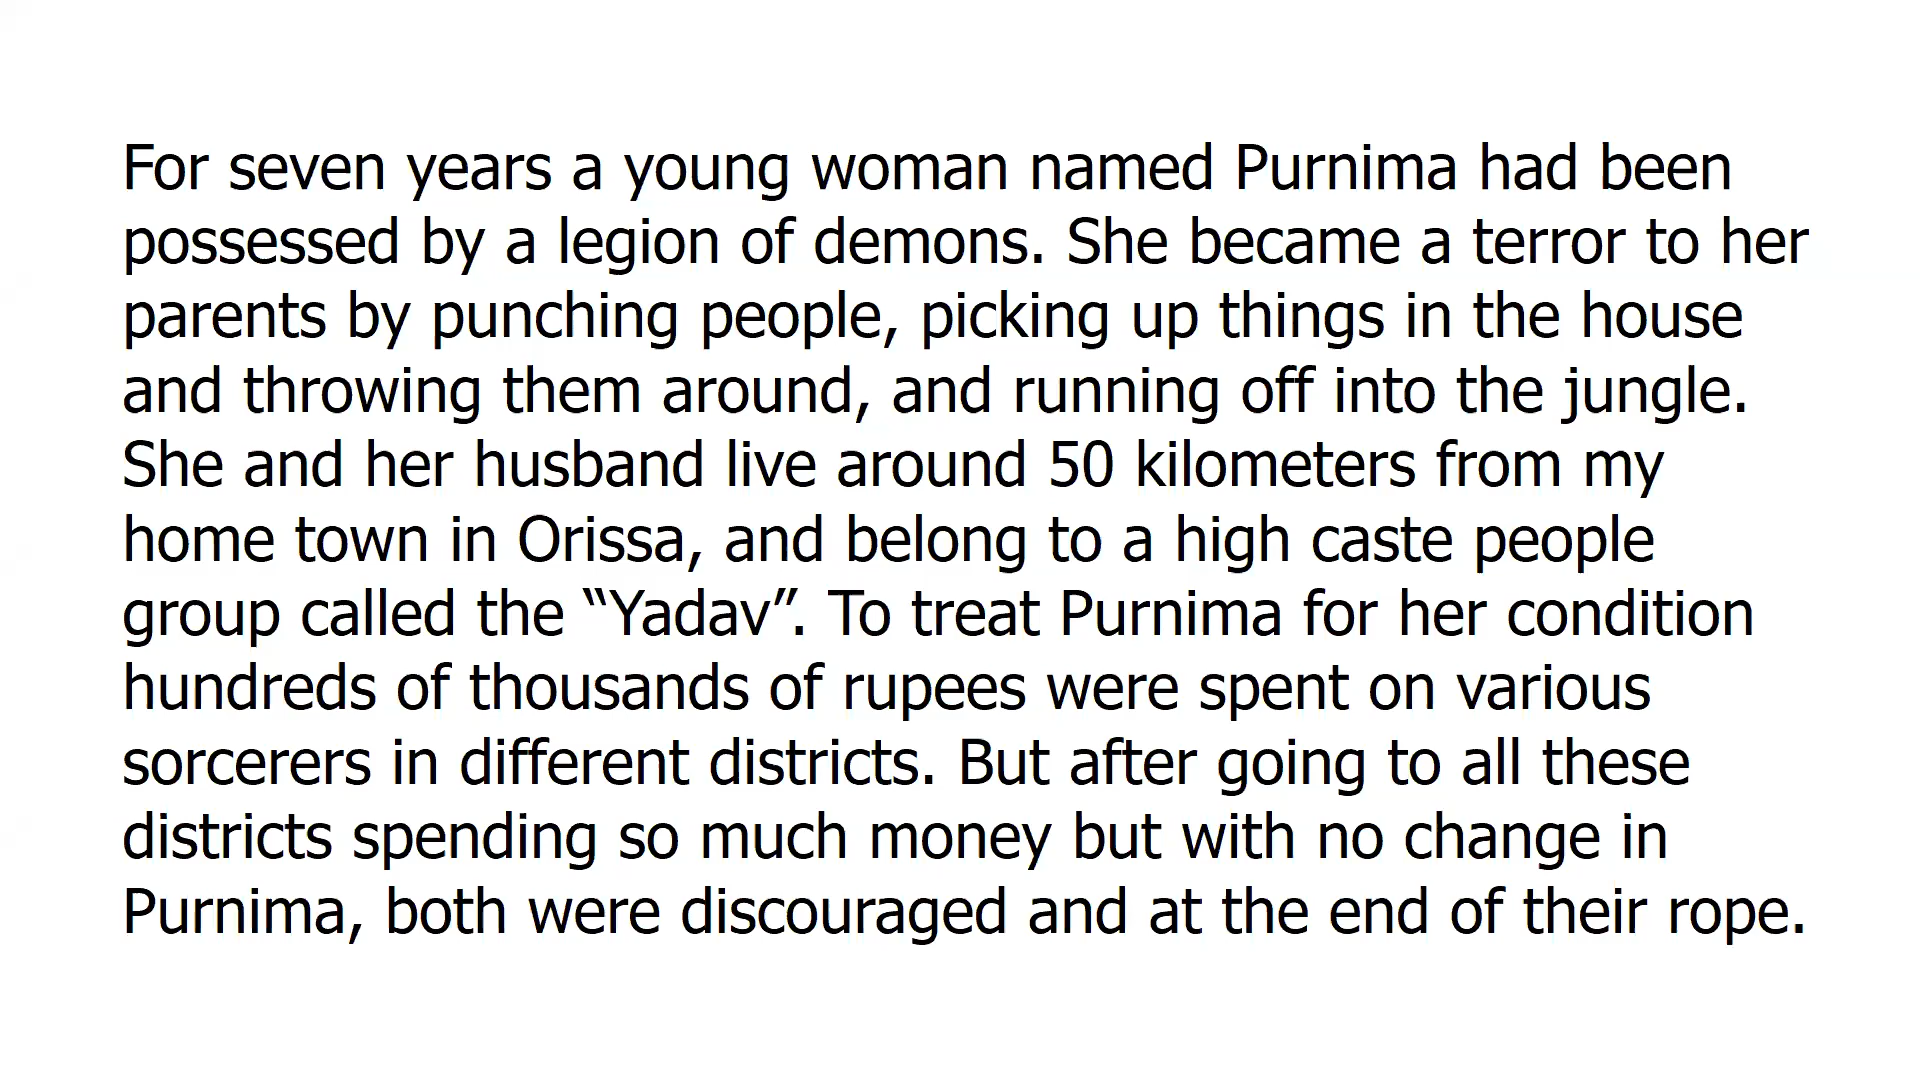 For seven years a young woman named Purnima had been
possessed by a legion of demons. She became a terror to her
parents by punching people, picking up things in the house
and throwing them around, and running off into the jungle.
She and her husband live around 50 kilometers from my
home town in Orissa, and belong to a high caste people
group called the “Yadav”. To treat Purnima for her condition
hundreds of thousands of rupees were spent on various
sorcerers in different districts. But after going to all these
districts spending so much money but with no change in
Purnima, both were discouraged and at the end of their rope.